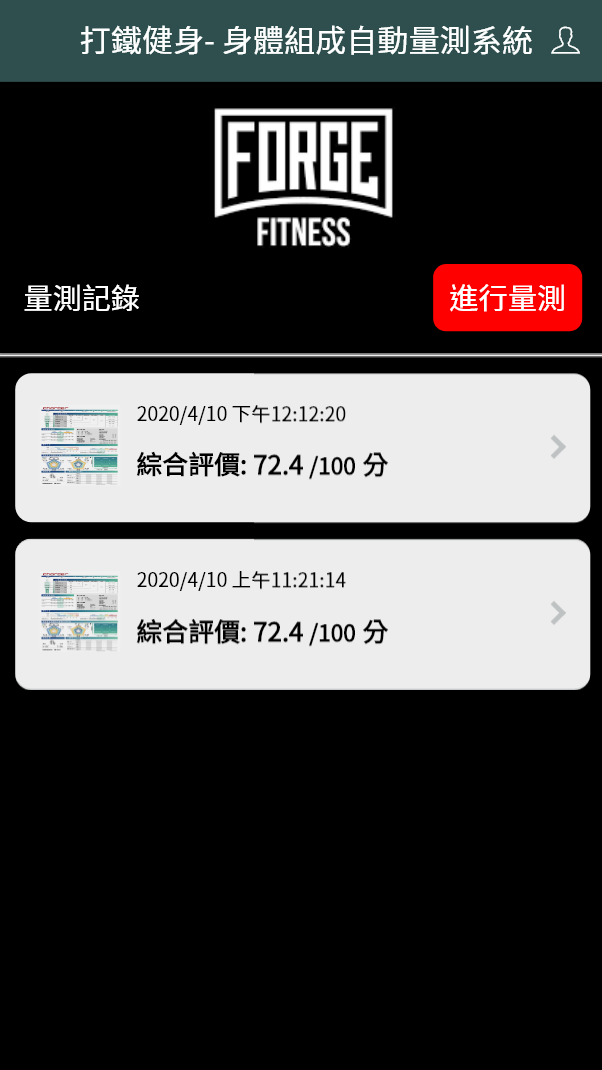 打鐵健身- 身體組成自動量測系統
FORGE
FITNESS
量測記錄
進行量測
2020/4/10 下午12:12:20
綜合評價: 72.4 /100 分
2020/4/10 上午11:21:14
綜合評價: 72.4 /100 分